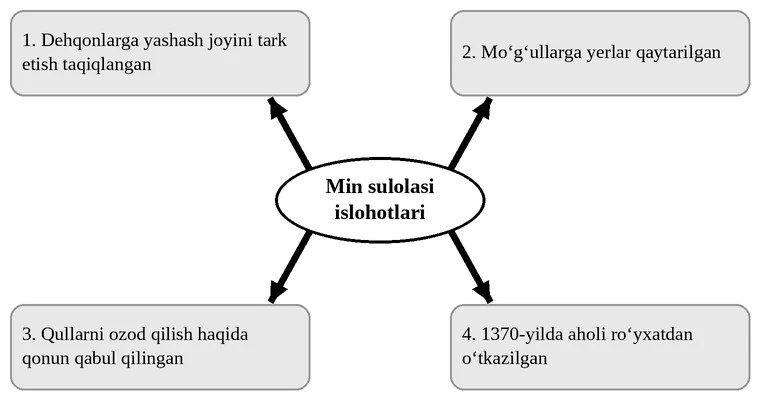 1. Dehqonlarga yashash joyini tark
etish taqiqlangan
2. Mo‘g‘ullarga yerlar qaytarilgan
Min sulolasi
islohotlari
3. Qullarni ozod qilish haqida
qonun qabul qilingan
4. 1370-yilda aholi ro‘yxatdan
o‘tkazilgan